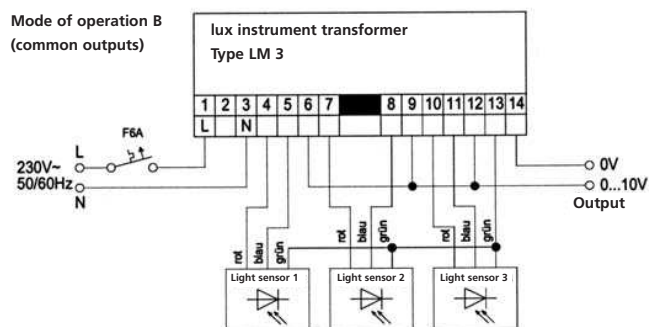 Mode of operation B
(common outputs)
lux instrument transformer
Type LM 3
1 2 3 4 5 6 7 8 9 10 11 12 13 14
L N
F6A
L
230V~
50/60Hz
N
0V
0...10V
Output
rot blau grün rot blau grün rot blau grün
Light sensor 1 Light sensor 2 Light sensor 3